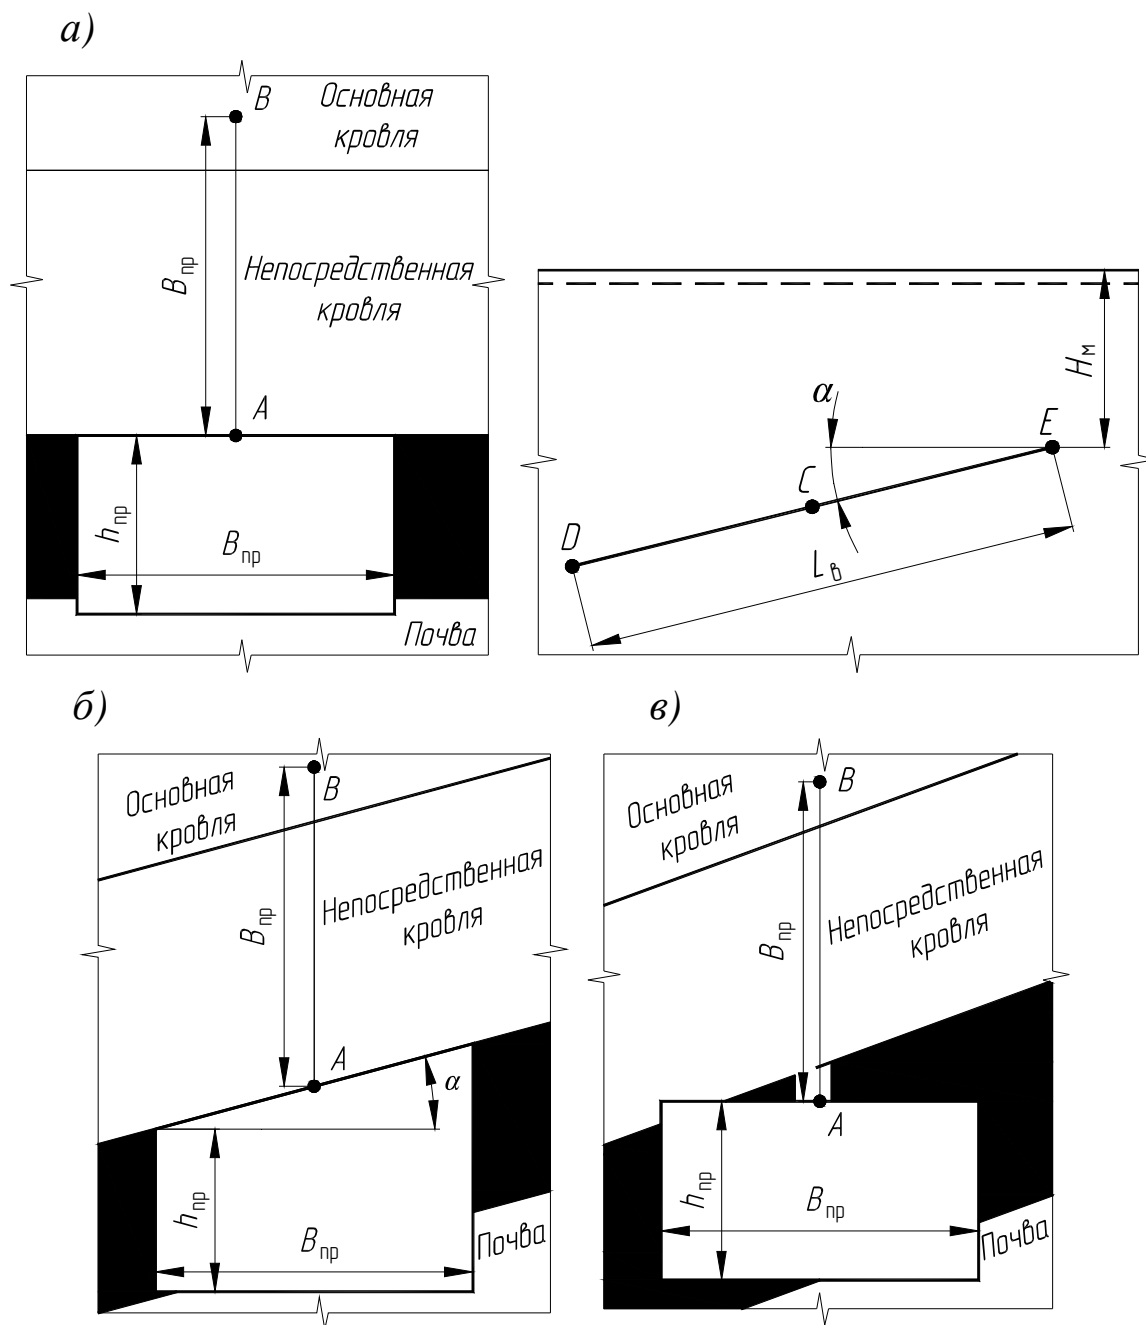 а)
B
Основная
кровля
Bпр
Непосредственная
кровля
A
hпр
Bпр
Почва
Hм
α
E
C
D
Lв
б)
Основная
кровля
B
Bпр
Непосредственная
кровля
A
α
hпр
Bпр
Почва
в)
Основная
кровля
B
Bпр
Непосредственная
кровля
A
hпр
Bпр
Почва